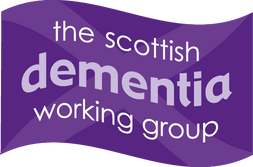 the scottish
dementia
working group